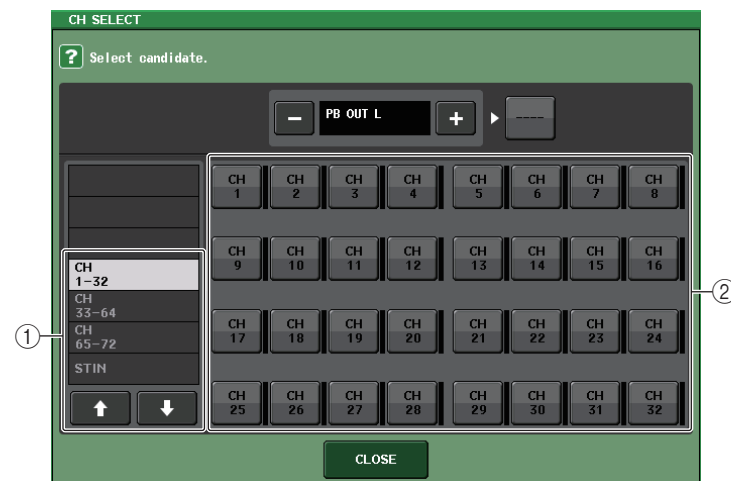 CH SELECT
? Select candidate.
− PB OUT L + ----
CH 1 CH 2 CH 3 CH 4 CH 5 CH 6 CH 7 CH 8
CH 9 CH 10 CH 11 CH 12 CH 13 CH 14 CH 15 CH 16
CH 17 CH 18 CH 19 CH 20 CH 21 CH 22 CH 23 CH 24
CH 25 CH 26 CH 27 CH 28 CH 29 CH 30 CH 31 CH 32
CH
1-32
CH
33-64
CH
65-72
STIN
①
②
CLOSE